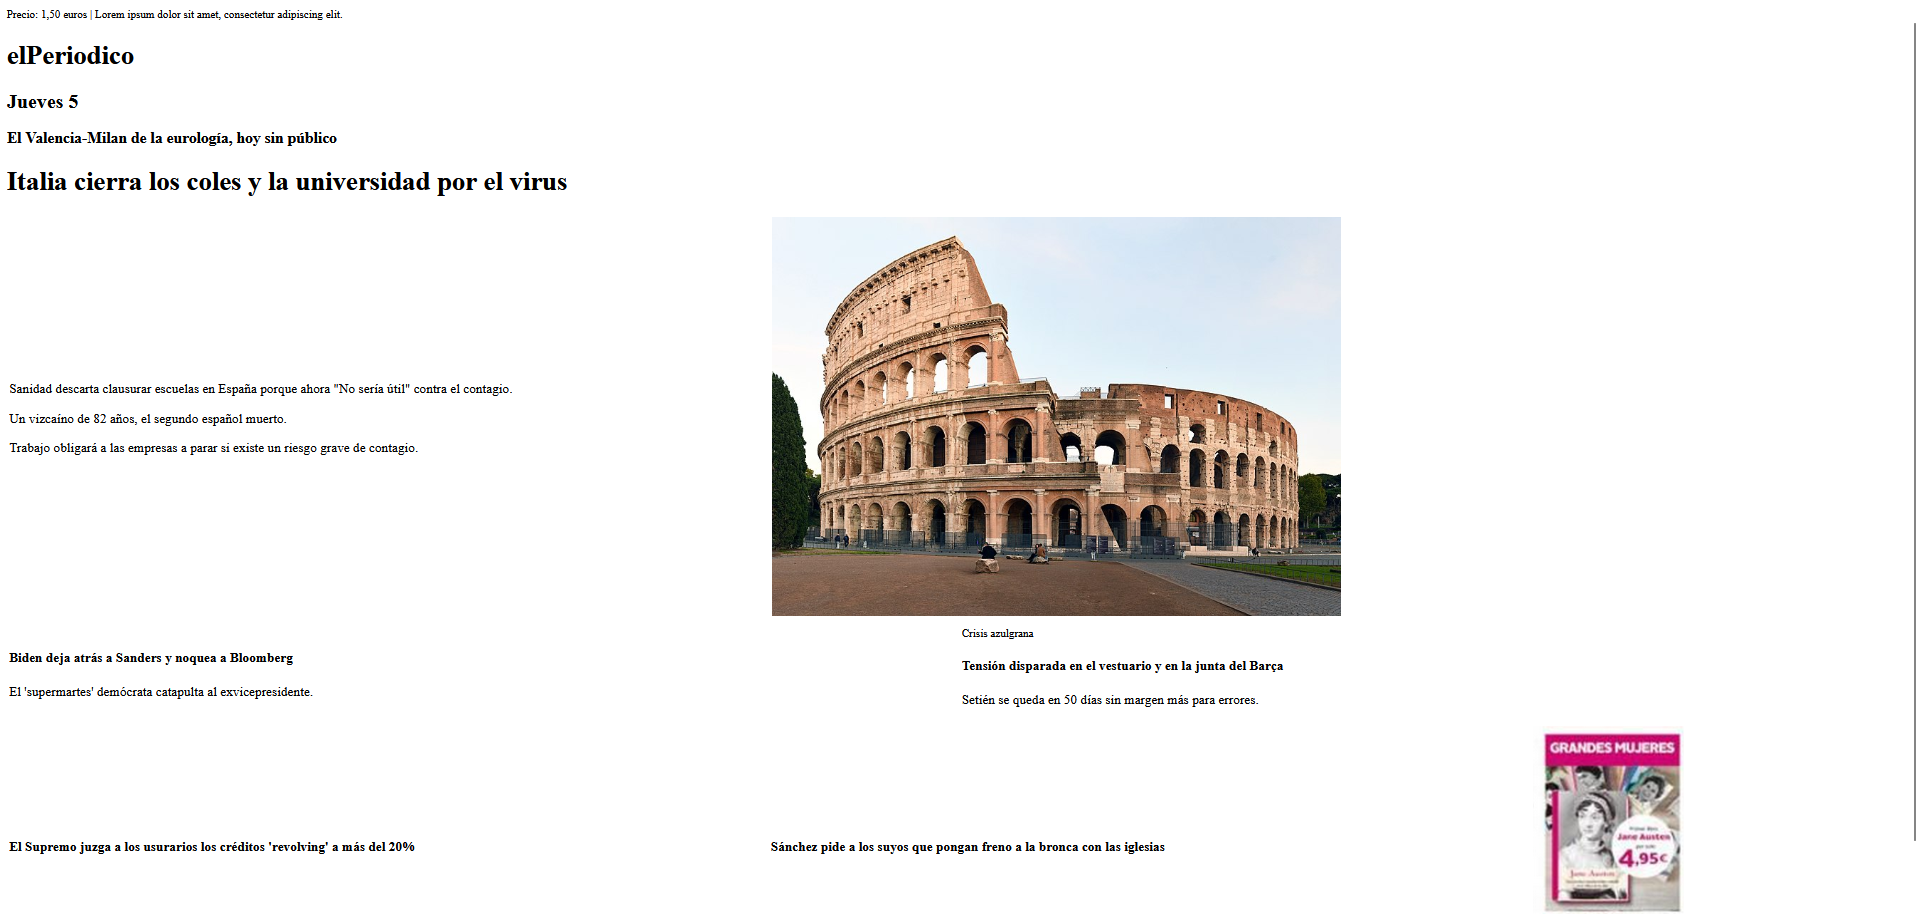 Precio: 1,50 euros | Lorem ipsum dolor sit amet, consectetur adipiscing elit.
elPeriodico
Jueves 5
El Valencia-Milan de la eurología, hoy sin público
Italia cierra los coles y la universidad por el virus
Sanidad descarta clausurar escuelas en España porque ahora "No sería útil" contra el contagio.
Un vizcaíno de 82 años, el segundo español muerto.
Trabajo obligará a las empresas a parar si existe un riesgo grave de contagio.
Biden deja atrás a Sanders y noquea a Bloomberg
El 'supermartes' demócrata catapulta al exvicepresidente.
Crisis azulgrana
Tensión disparada en el vestuario y en la junta del Barça
Setién se queda en 50 días sin margen más para errores.
El Supremo juzga a los usurarios los créditos 'revolving' a más del 20%
Sánchez pide a los suyos que pongan freno a la bronca con las iglesias
GRANDES MUJERES
Jane Austen
4,95€
Jane Austen